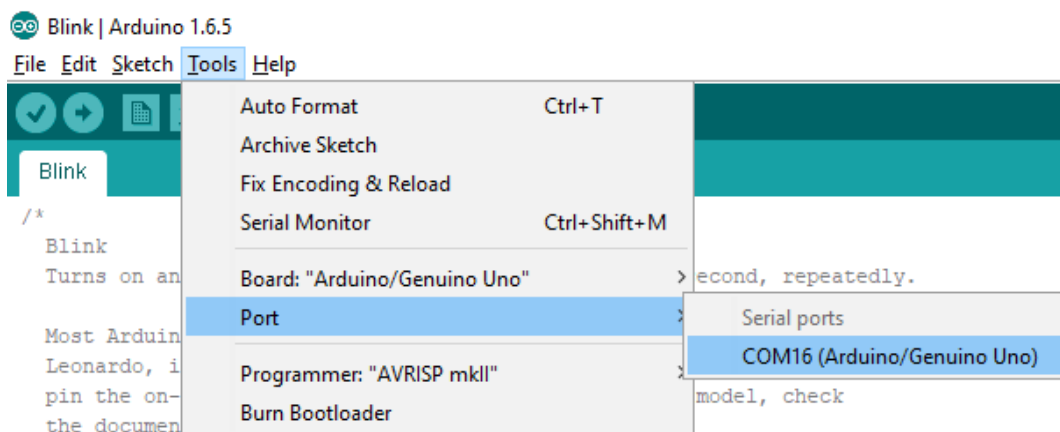 Blink | Arduino 1.6.5
File Edit Sketch Tools Help
Auto Format Ctrl+T
Archive Sketch
Fix Encoding & Reload
Serial Monitor Ctrl+Shift+M
Board: "Arduino/Genuino Uno"
Port
Programmer: "AVRISP mkII"
Burn Bootloader
Serial ports
COM16 (Arduino/Genuino Uno)
Blink
/*
Blink
Turns on an econd, repeatedly.
Most Arduin
Leonardo, i
pin the on- model, check
the documen